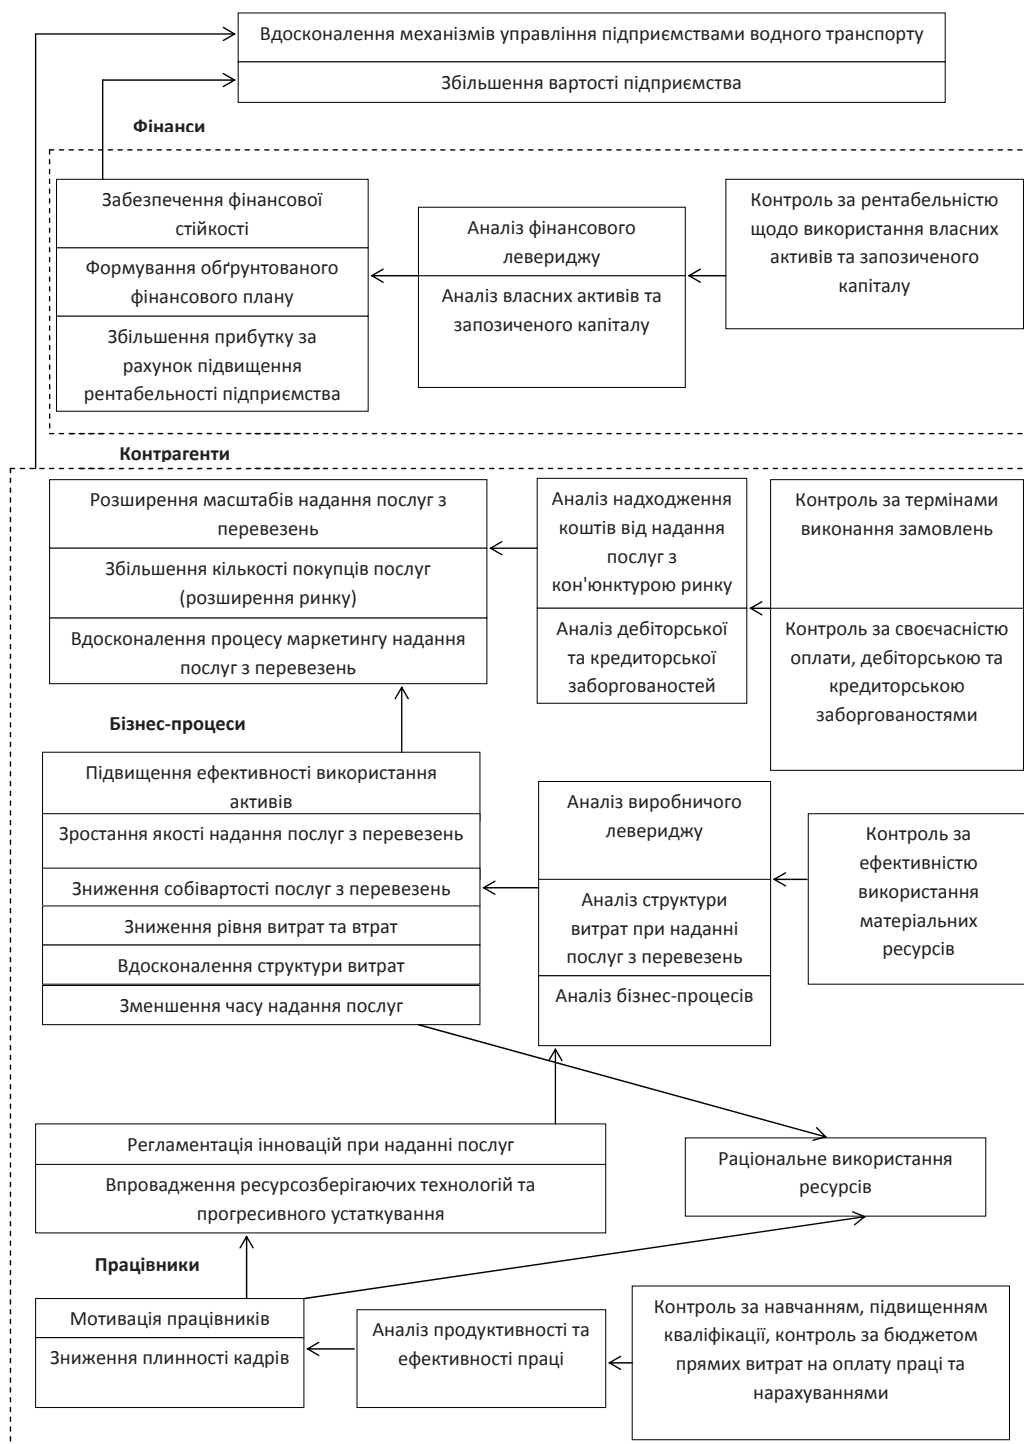 Вдосконалення механізмів управління підприємствами водного транспорту
Збільшення вартості підприємства
Фінанси
Забезпечення фінансової
стійкості
Формування обґрунтованого
фінансового плану
Збільшення прибутку за
рахунок підвищення
рентабельності підприємства
Аналіз фінансового
левериджу
Аналіз власних активів та
запозиченого капіталу
Контроль за рентабельністю
щодо використання власних
активів та запозиченого
капіталу
Контрагенти
Розширення масштабів надання послуг з
перевезень
Збільшення кількості покупців послуг
(розширення ринку)
Вдосконалення процесу маркетингу надання
послуг з перевезень
Аналіз надходження
коштів від надання
послуг з
кон'юнктурою ринку
Аналіз дебіторської
та кредиторської
заборгованостей
Контроль за термінами
виконання замовлень
Контроль за своєчасністю
оплати, дебіторською та
кредиторською
заборгованостями
Бізнес-процеси
Підвищення ефективності використання
активів
Зростання якості надання послуг з перевезень
Зниження собівартості послуг з перевезень
Зниження рівня витрат та втрат
Вдосконалення структури витрат
Зменшення часу надання послуг
Аналіз виробничого
левериджу
Аналіз структури
витрат при наданні
послуг з перевезень
Аналіз бізнес-процесів
Контроль за
ефективністю
використання
матеріальних
ресурсів
Регламентація інновацій при наданні послуг
Впровадження ресурсозберігаючих технологій та
прогресивного устаткування
Раціональне використання
ресурсів
Працівники
Мотивація працівників
Зниження плинності кадрів
Аналіз продуктивності та
ефективності праці
Контроль за навчанням, підвищенням
кваліфікації, контроль за бюджетом
прямих витрат на оплату праці та
нарахуваннями